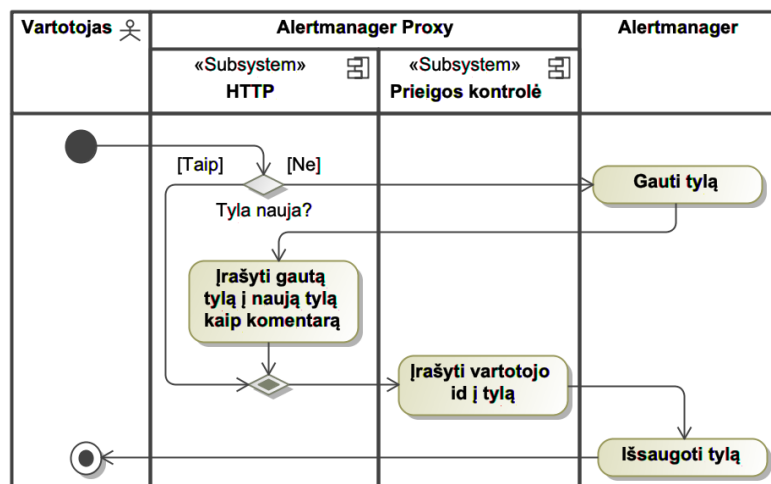 Vartotojas
Alertmanager Proxy
Alertmanager
«Subsystem»
HTTP
«Subsystem»
Prieigos kontrolė
[Taip]
[Ne]
Tyla nauja?
Gauti tylą
Įrašyti gautą
tylą į naują tylą
kaip komentarą
Įrašyti vartotojo
id į tylą
Išsaugoti tylą